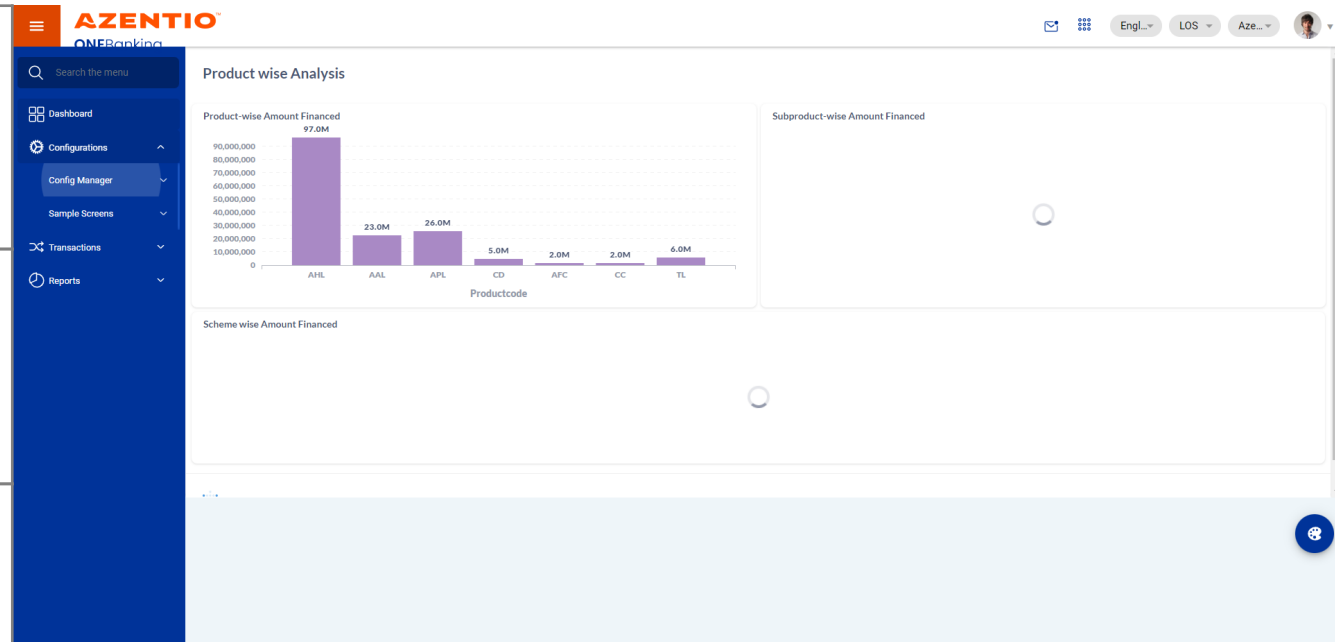 AZENTIO
ONEBanking
Engl...
LOS
Aze...
Search the menu
Dashboard
Configurations
Config Manager
Sample Screens
Transactions
Reports
Product wise Analysis
Product-wise Amount Financed
97.0M
90,000,000
80,000,000
70,000,000
60,000,000
50,000,000
40,000,000
30,000,000
20,000,000
10,000,000
0
23.0M
26.0M
5.0M
2.0M
2.0M
6.0M
AHL AAL APL CD AFC CC TL
Productcode
Subproduct-wise Amount Financed
Scheme wise Amount Financed